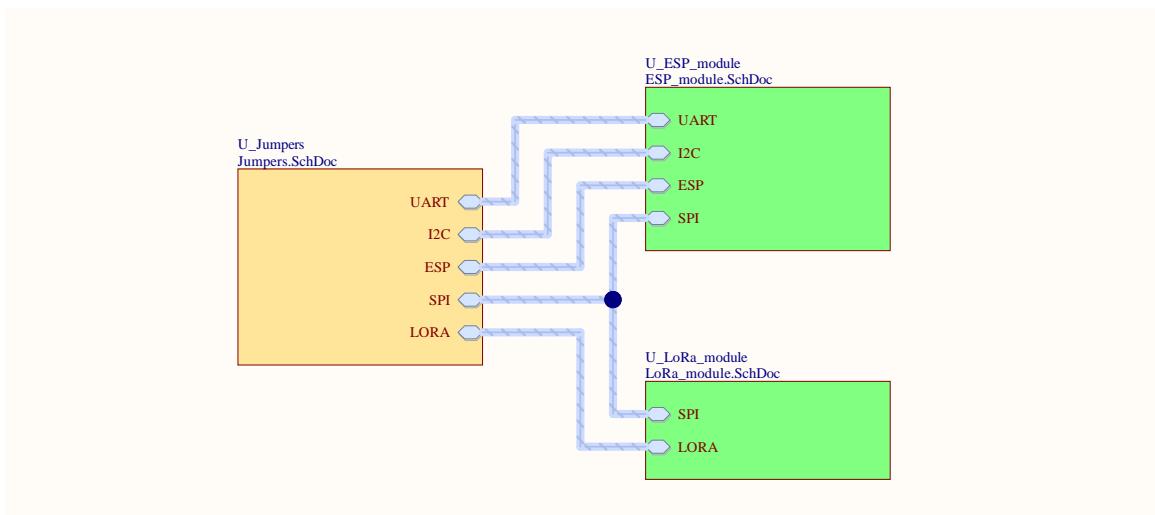 U_Jumpers
Jumpers.SchDoc
UART
I2C
ESP
SPI
LORA
U_ESP_module
ESP_module.SchDoc
UART
I2C
ESP
SPI
U_LoRa_module
LoRa_module.SchDoc
SPI
LORA